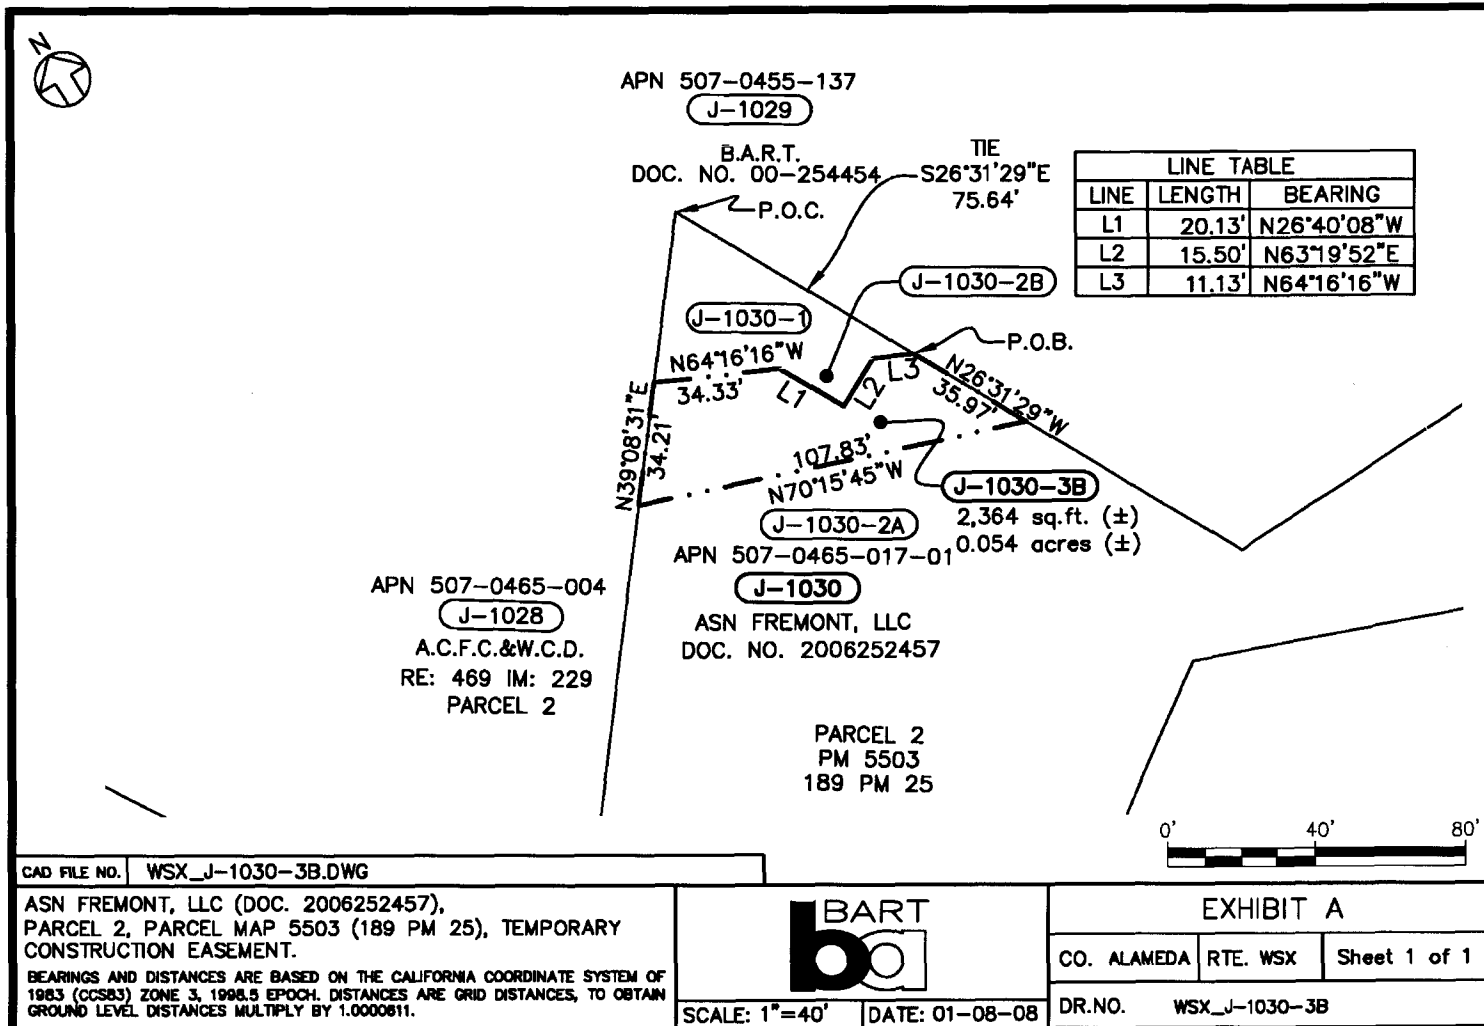 N
APN 507-0455-137
J-1029
B.A.R.T.
DOC. NO. 00-254454
P.O.C.
TIE
S26°31'29"E
75.64'
LINE TABLE
LINE LENGTH BEARING
L1 20.13' N26°40'08"W
L2 15.50' N63°19'52"E
L3 11.13' N64°16'16"W
J-1030-2B
J-1030-1
P.O.B.
N64°16'16"W
34.33'
L1
L2
L3
N26°31'29"W
35.97'
N39°08'31"E
34.21'
107.83'
N70°15'45"W
J-1030-3B
2,364 sq.ft. (±)
0.054 acres (±)
J-1030-2A
APN 507-0465-017-01
J-1030
ASN FREMONT, LLC
DOC. NO. 2006252457
APN 507-0465-004
J-1028
A.C.F.C.&W.C.D.
RE: 469 IM: 229
PARCEL 2
PARCEL 2
PM 5503
189 PM 25
0' 40' 80'
CAD FILE NO. WSX_J-1030-3B.DWG
ASN FREMONT, LLC (DOC. 2006252457),
PARCEL 2, PARCEL MAP 5503 (189 PM 25), TEMPORARY
CONSTRUCTION EASEMENT.
BEARINGS AND DISTANCES ARE BASED ON THE CALIFORNIA COORDINATE SYSTEM OF
1983 (CCS83) ZONE 3, 1998.5 EPOCH. DISTANCES ARE GRID DISTANCES, TO OBTAIN
GROUND LEVEL DISTANCES MULTIPLY BY 1.0000611.
BART
ba
SCALE: 1"=40' DATE: 01-08-08
EXHIBIT A
CO. ALAMEDA RTE. WSX Sheet 1 of 1
DR.NO. WSX_J-1030-3B